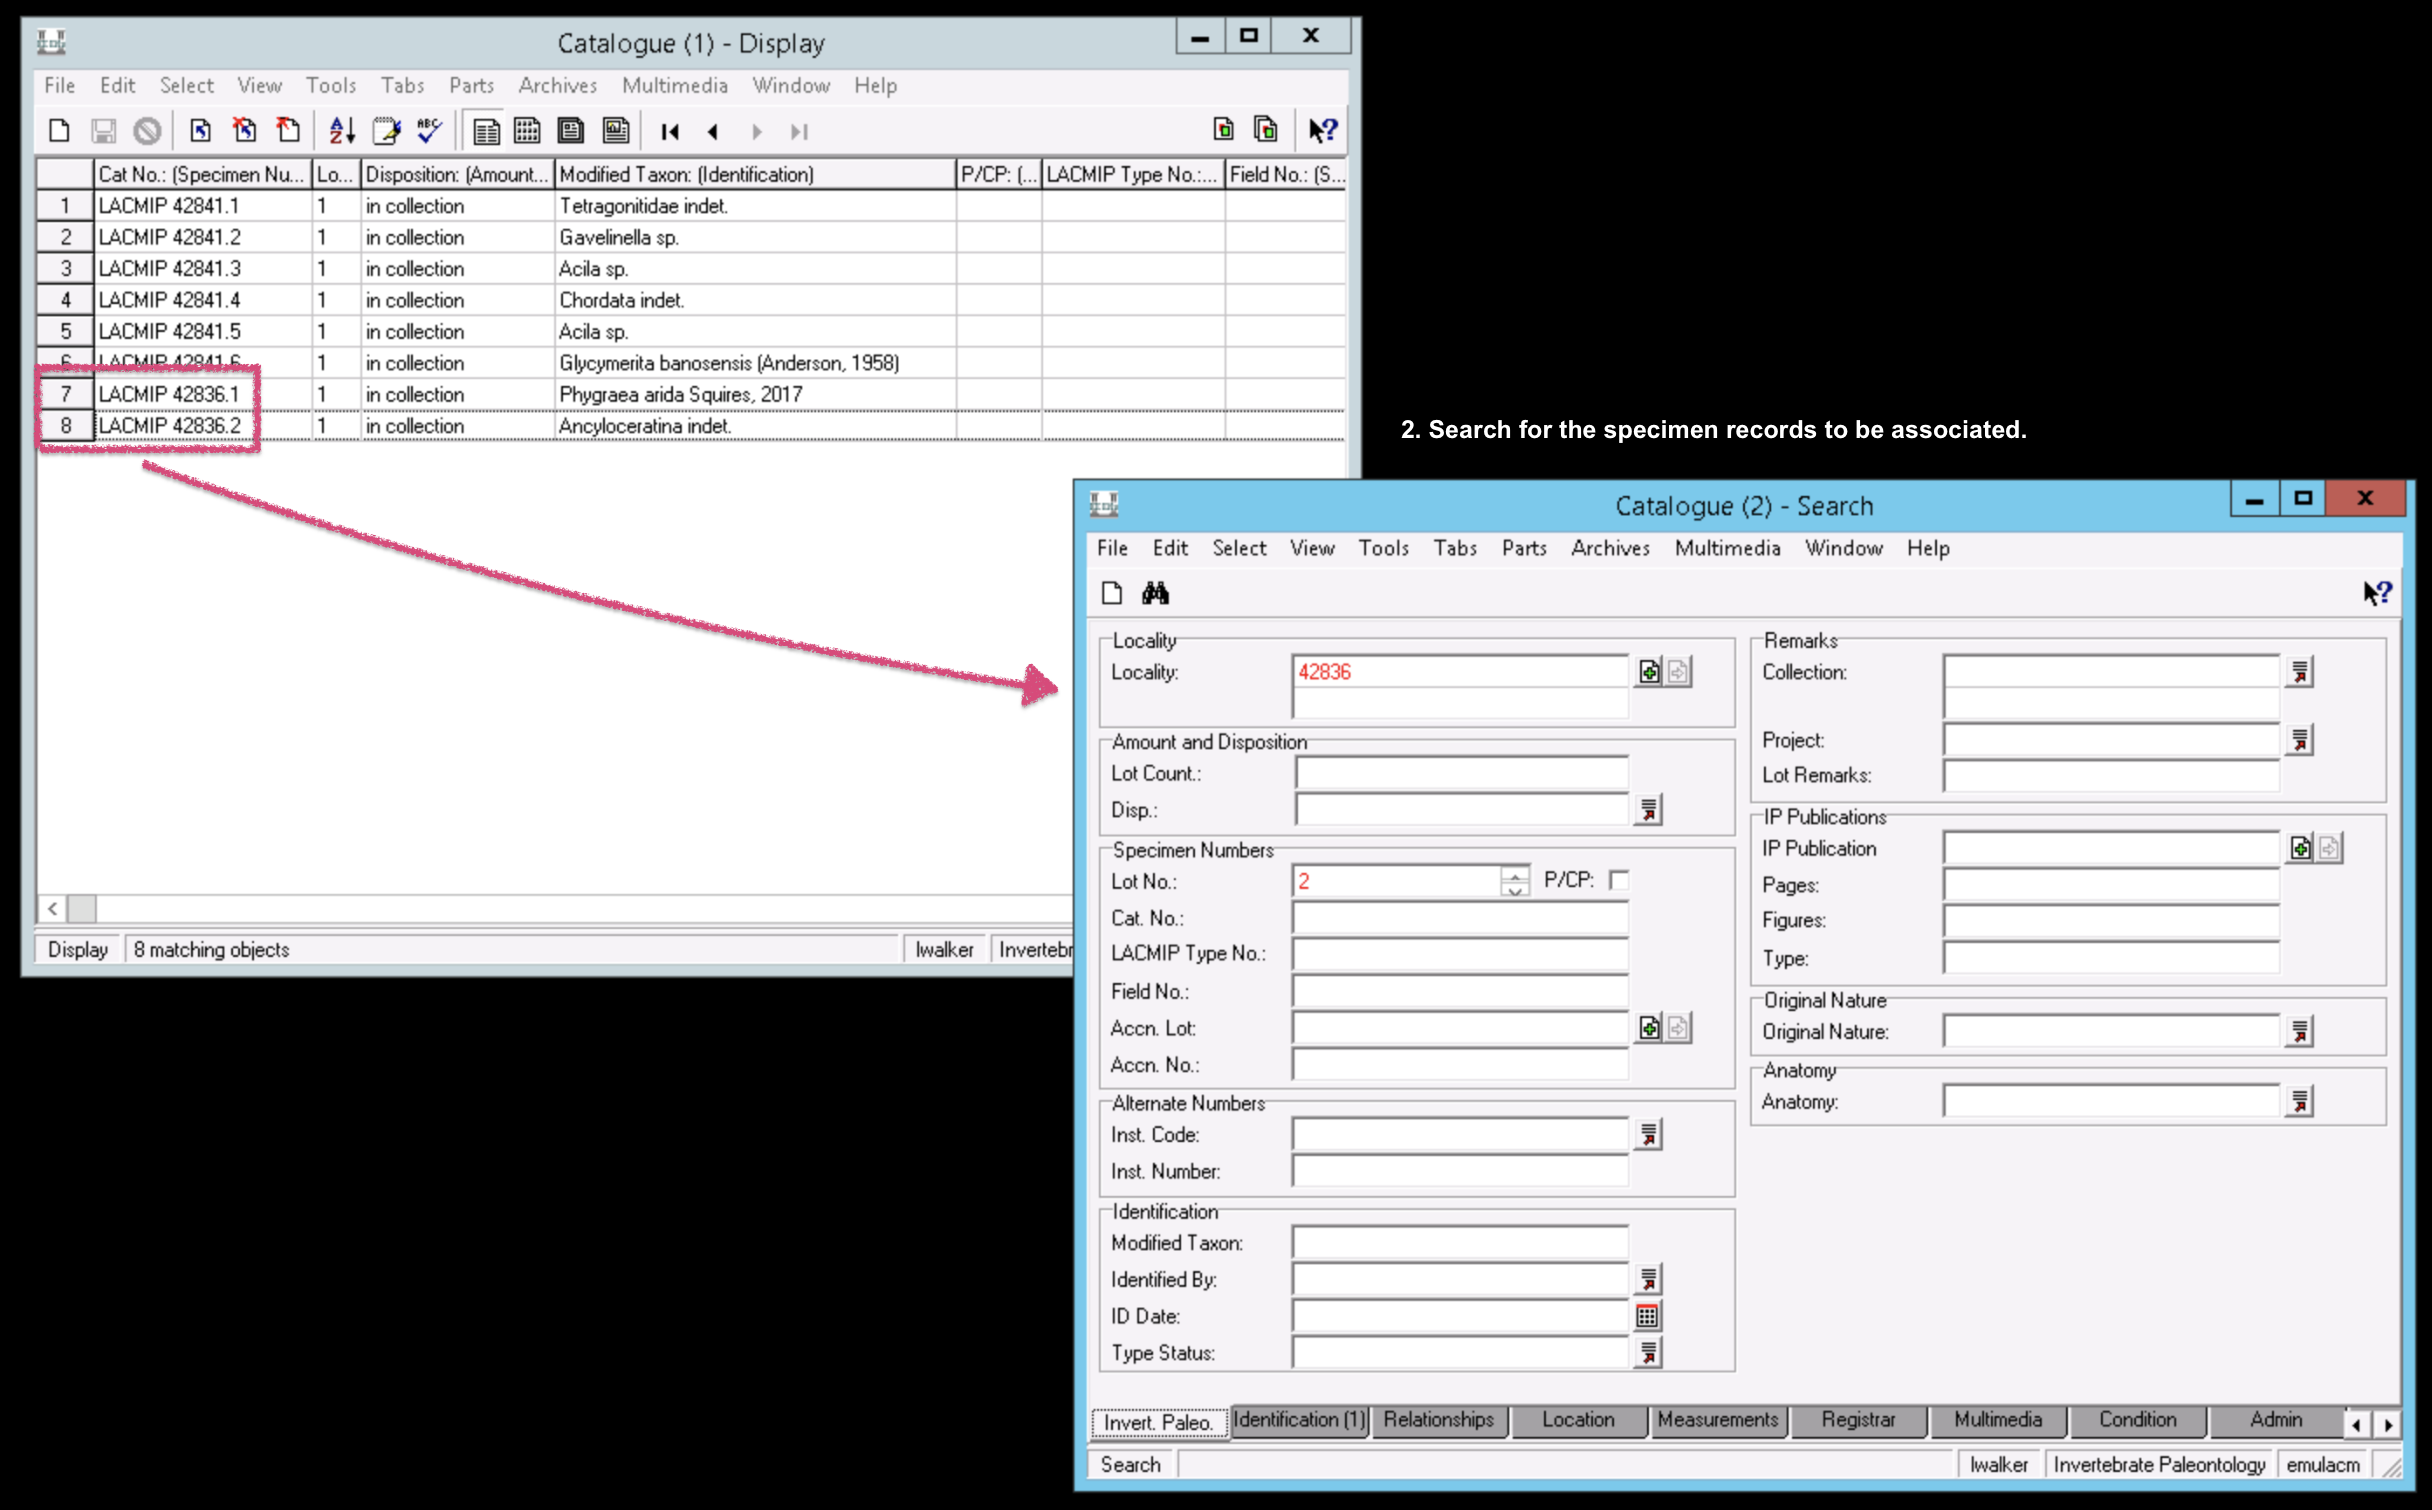 Catalogue (1) - Display
File Edit Select View Tools Tabs Parts Archives Multimedia Window Help
Cat No.: (Specimen Nu... Lo... Disposition: (Amount... Modified Taxon: (Identification) P/CP: (... LACMIP Type No.:... Field No.: (S...
1 LACMIP 42841.1 1 in collection Tetragonitidae indet.
2 LACMIP 42841.2 1 in collection Gavelinella sp.
3 LACMIP 42841.3 1 in collection Acila sp.
4 LACMIP 42841.4 1 in collection Chordata indet.
5 LACMIP 42841.5 1 in collection Acila sp.
6 LACMIP 42841.6 1 in collection Glycymerita banosensis (Anderson, 1958)
7 LACMIP 42836.1 1 in collection Phygraea arida Squires, 2017
8 LACMIP 42836.2 1 in collection Ancyloceratina indet.
Display 8 matching objects lwalker Invertebr
2. Search for the specimen records to be associated.
Catalogue (2) - Search
File Edit Select View Tools Tabs Parts Archives Multimedia Window Help
Locality
Locality: 42836
Amount and Disposition
Lot Count.:
Disp.:
Specimen Numbers
Lot No.: 2 P/CP:
Cat. No.:
LACMIP Type No.:
Field No.:
Accn. Lot:
Accn. No.:
Alternate Numbers
Inst. Code:
Inst. Number:
Identification
Modified Taxon:
Identified By:
ID Date:
Type Status:
Remarks
Collection:
Project:
Lot Remarks:
IP Publications
IP Publication
Pages:
Figures:
Type:
Original Nature
Original Nature:
Anatomy
Anatomy:
Invert. Paleo. Identification (1) Relationships Location Measurements Registrar Multimedia Condition Admin
Search lwalker Invertebrate Paleontology emulacm